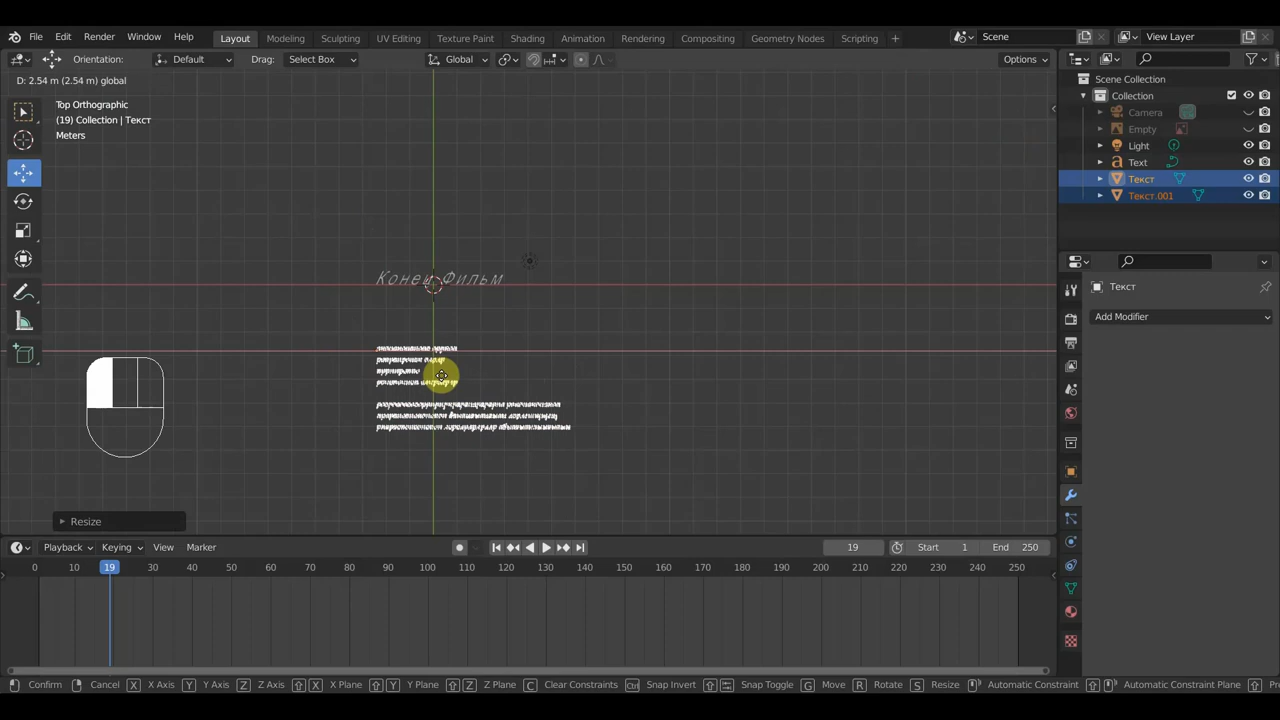 File Edit Render Window Help Layout Modeling Sculpting UV Editing Texture Paint Shading Animation Rendering Compositing Geometry Nodes Scripting + Scene View Layer
Orientation: Default Drag: Select Box Global Options
D: 2.54 m (2.54 m) global
Top Orthographic
(19) Collection | Текст
Meters
Scene Collection
Collection
Camera
Empty
Light
Text
Текст
Текст.001
Текст
Add Modifier
Конец Фильм
Resize
Playback Keying View Marker 19 Start 1 End 250
0 10 19 30 40 50 60 70 80 90 100 110 120 130 140 150 160 170 180 190 200 210 220 230 240 250
Confirm Cancel X X Axis Y Y Axis Z Z Axis X X Plane Y Y Plane Z Z Plane C Clear Constraints Ctrl Snap Invert Snap Toggle G Move R Rotate S Resize Automatic Constraint Automatic Constraint Plane